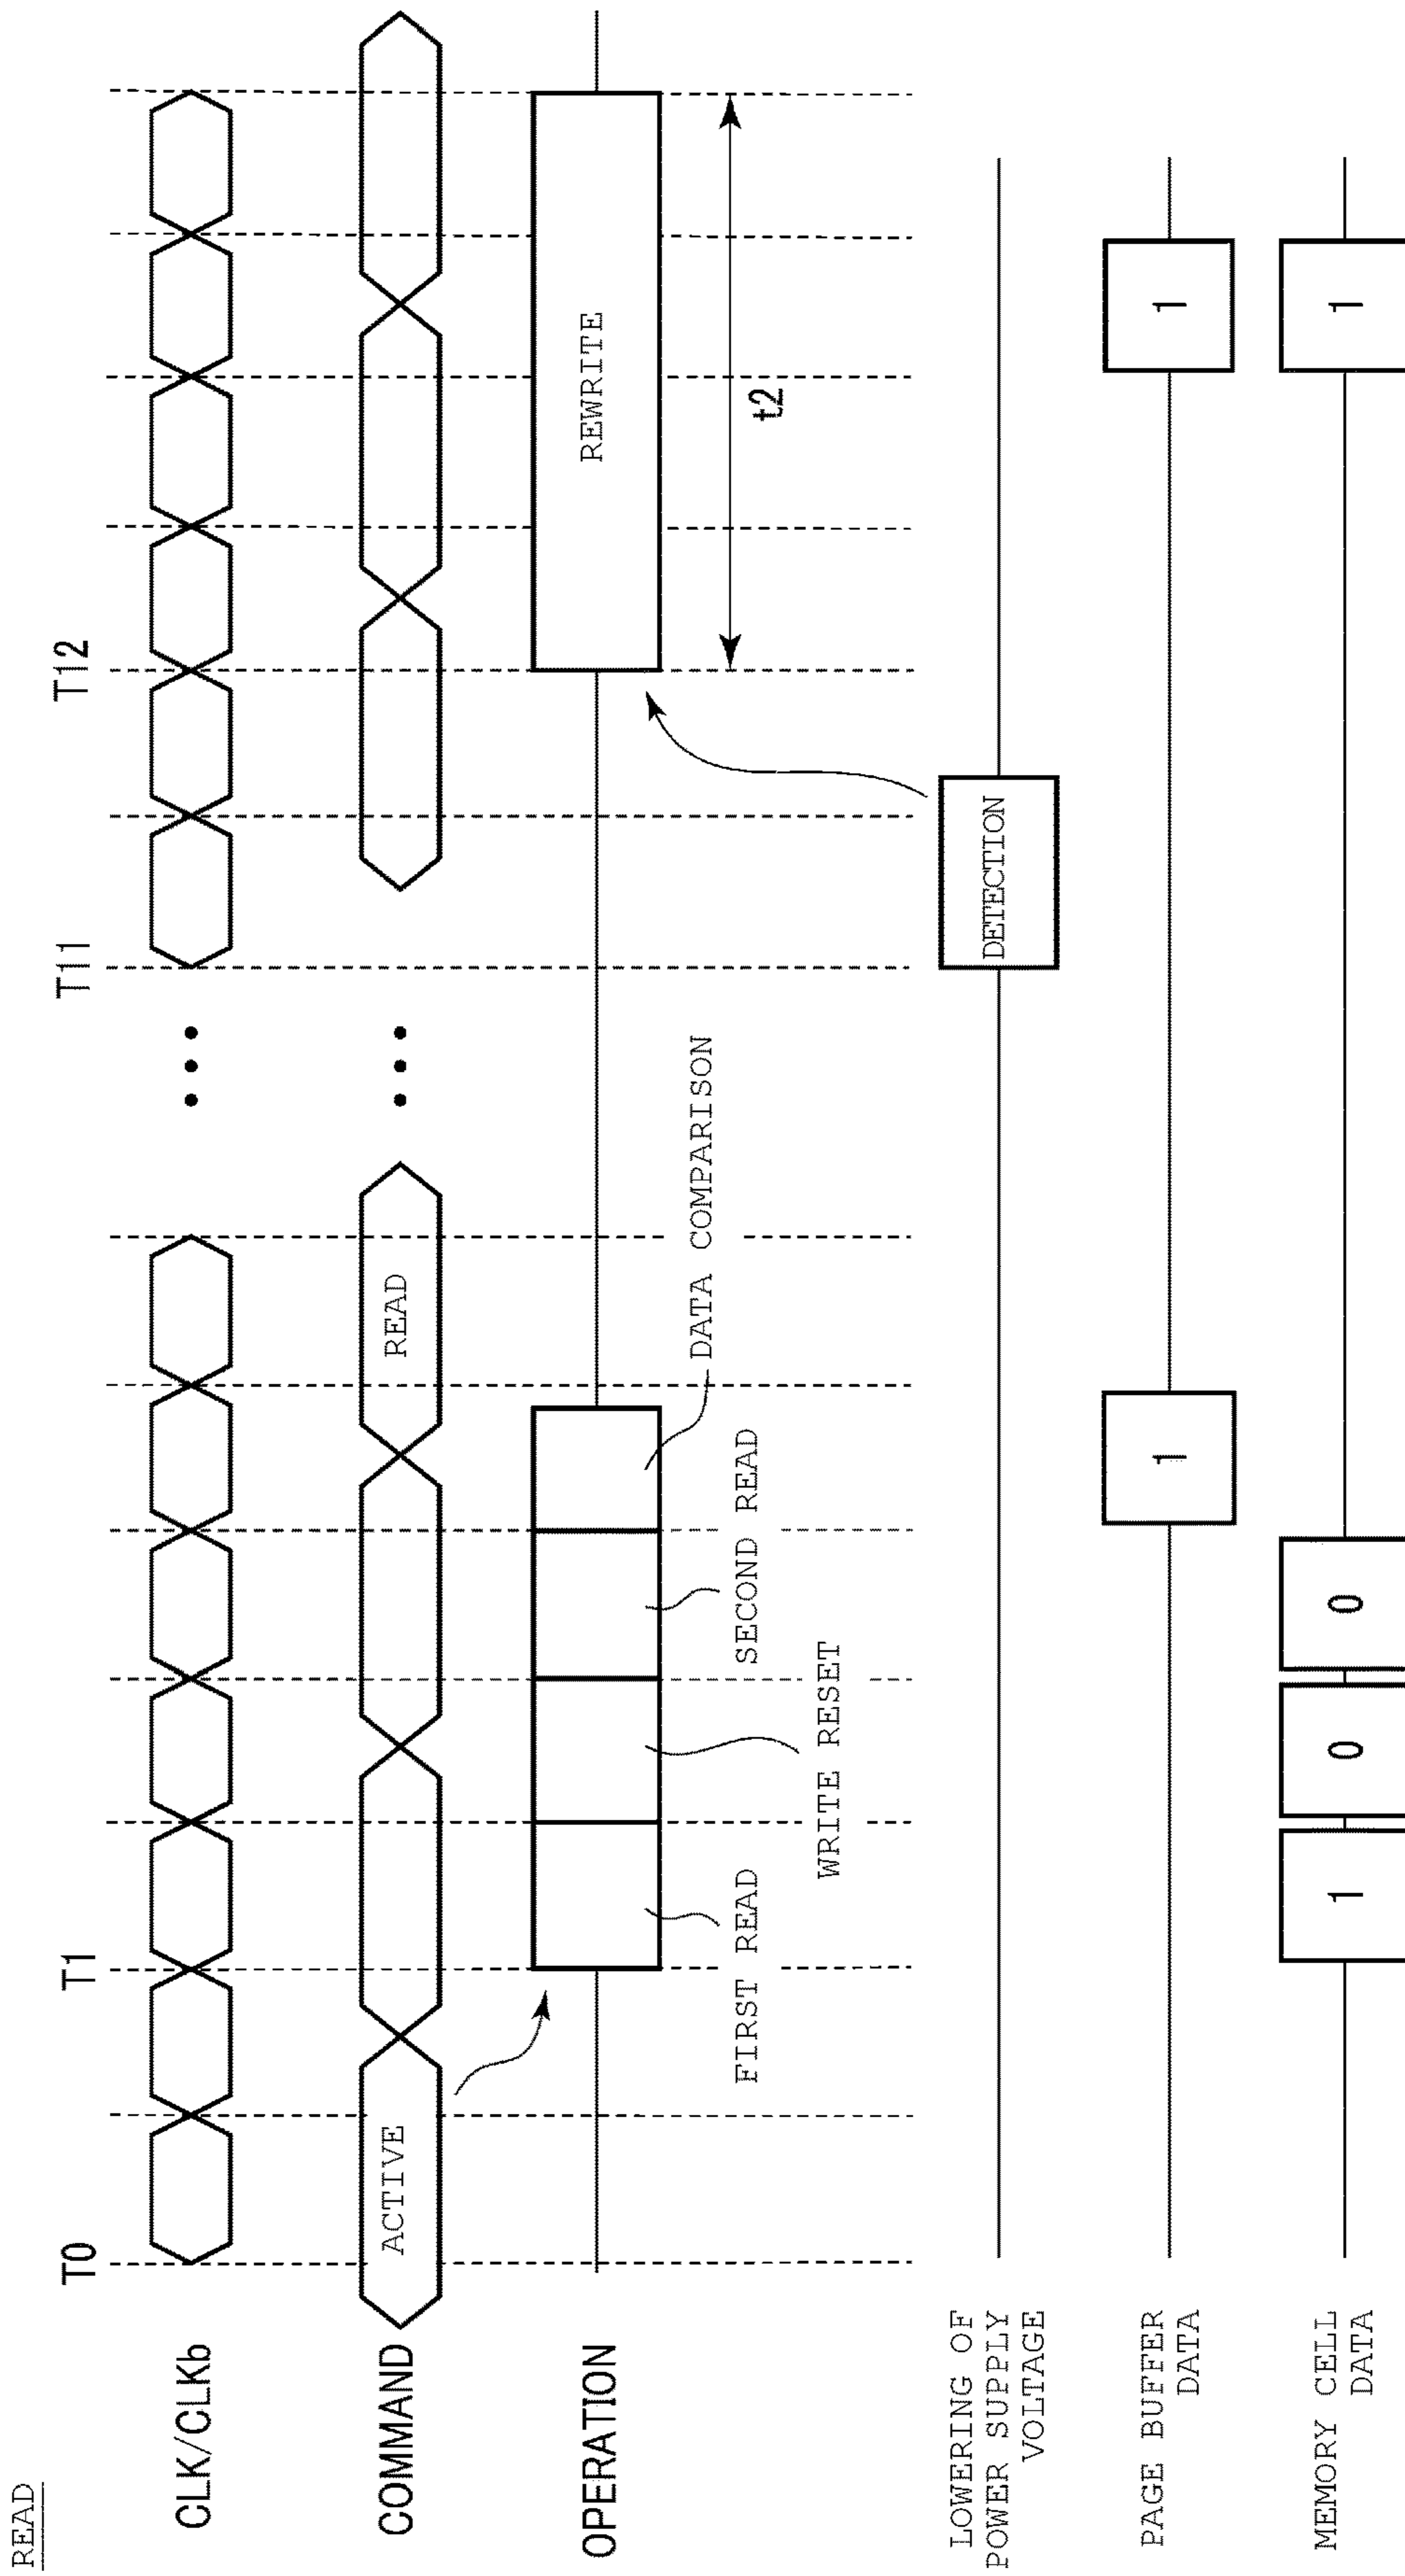 READ
T0
T1
T11
T12
CLK/CLKb
COMMAND
ACTIVE
READ
OPERATION
REWRITE
FIRST READ
WRITE RESET
SECOND READ
DATA COMPARISON
t2
LOWERING OF
POWER SUPPLY
VOLTAGE
DETECTION
PAGE BUFFER
DATA
1
1
MEMORY CELL
DATA
1
0
0
1